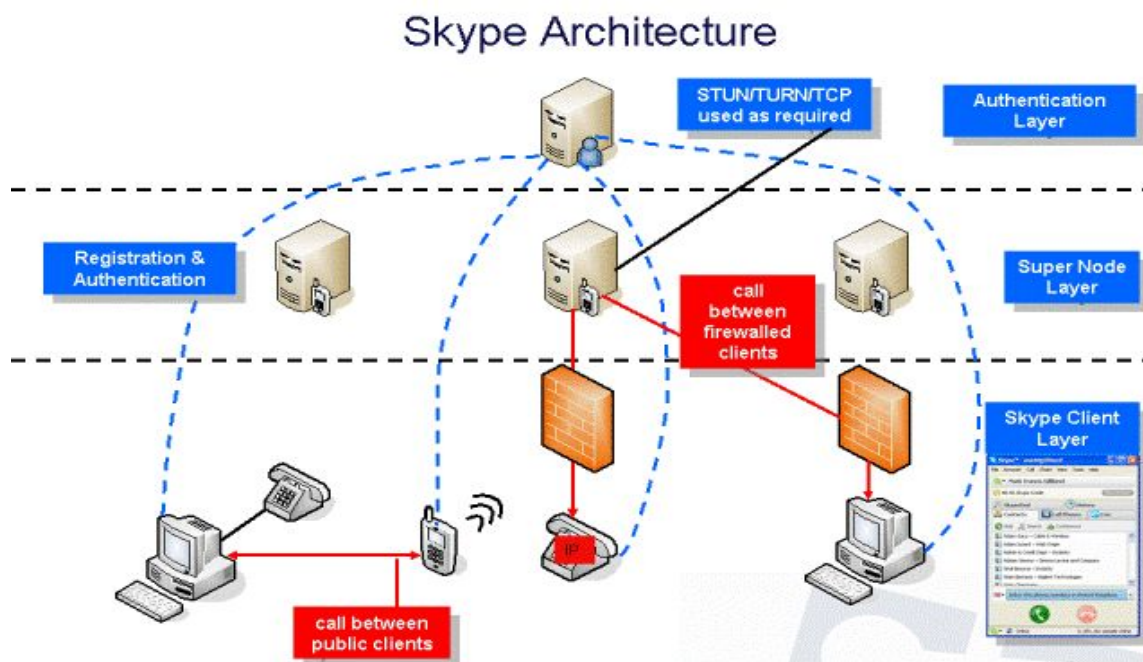 Skype Architecture
STUN/TURN/TCP
used as required
Authentication
Layer
Registration &
Authentication
Super Node
Layer
call
between
firewalled
clients
Skype Client
Layer
IP
call between
public clients